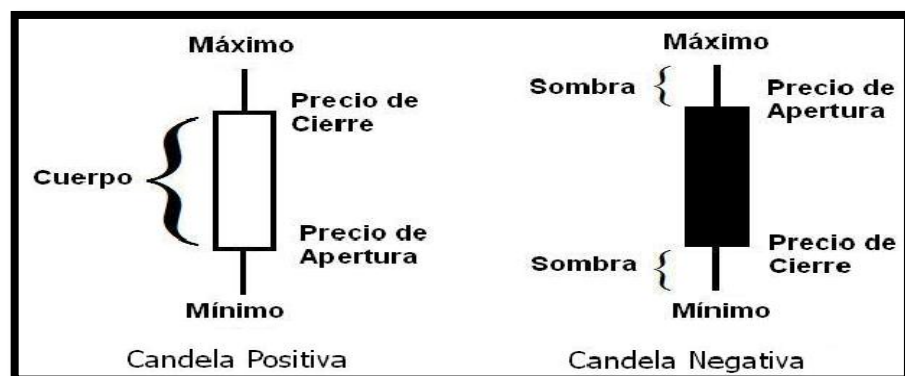 Máximo
Precio de
Cierre
Cuerpo
Precio de
Apertura
Mínimo
Candela Positiva
Máximo
Sombra
Precio de
Apertura
Sombra
Precio de
Cierre
Mínimo
Candela Negativa